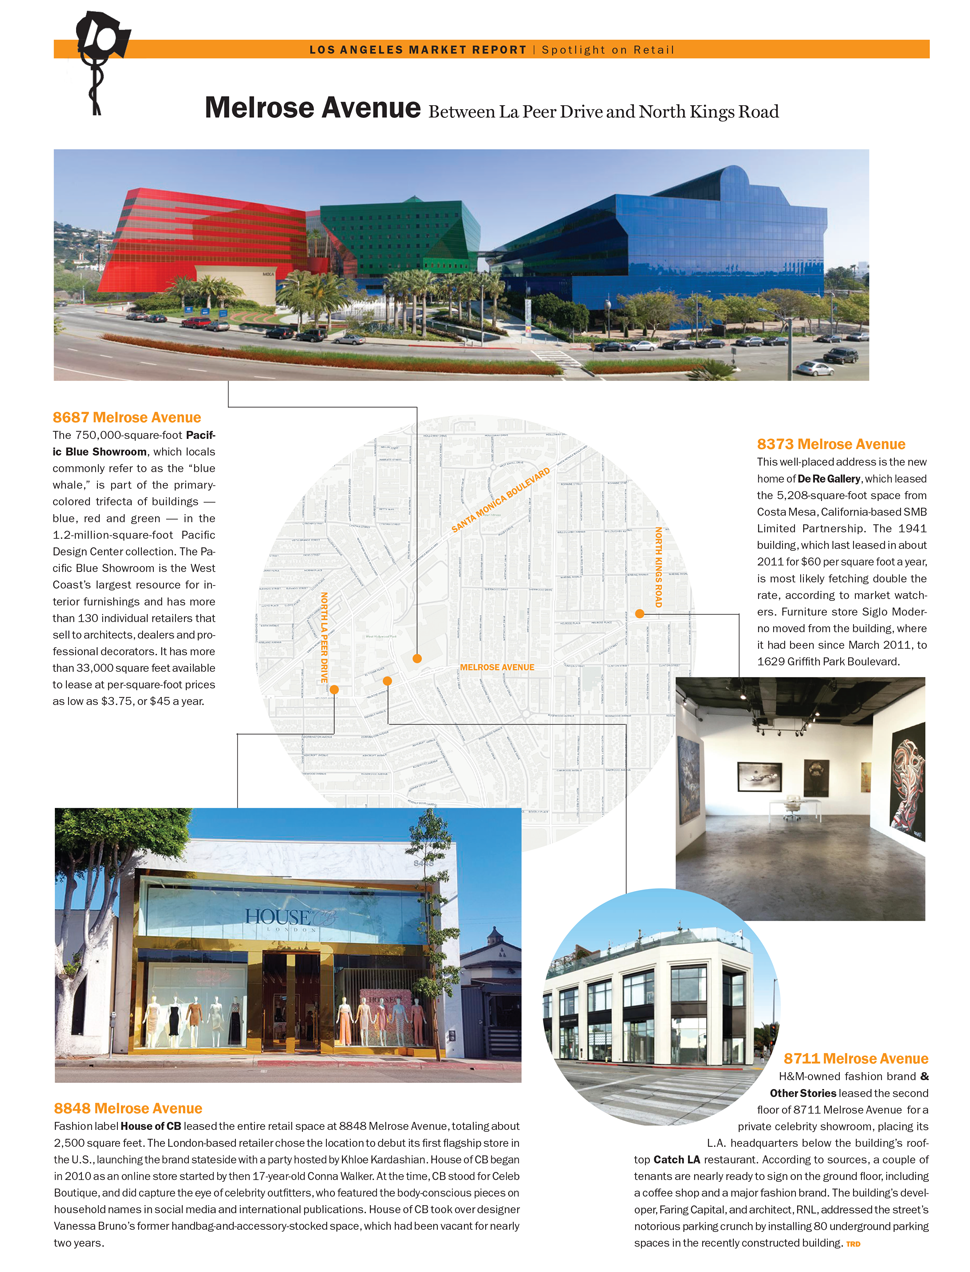 LOS ANGELES MARKET REPORT | Spotlight on Retail
Melrose Avenue Between La Peer Drive and North Kings Road
8687 Melrose Avenue
The 750,000-square-foot Pacif-
ic Blue Showroom, which locals
commonly refer to as the “blue
whale,” is part of the primary-
colored trifecta of buildings —
blue, red and green — in the
1.2-million-square-foot Pacific
Design Center collection. The Pa-
cific Blue Showroom is the West
Coast’s largest resource for in-
terior furnishings and has more
than 130 individual retailers that
sell to architects, dealers and pro-
fessional decorators. It has more
than 33,000 square feet available
to lease at per-square-foot prices
as low as $3.75, or $45 a year.
SANTA MONICA BOULEVARD
NORTH KINGS ROAD
NORTH LA PEER DRIVE
MELROSE AVENUE
8373 Melrose Avenue
This well-placed address is the new
home of De Re Gallery, which leased
the 5,208-square-foot space from
Costa Mesa, California-based SMB
Limited Partnership. The 1941
building, which last leased in about
2011 for $60 per square foot a year,
is most likely fetching double the
rate, according to market watch-
ers. Furniture store Siglo Moder-
no moved from the building, where
it had been since March 2011, to
1629 Griffith Park Boulevard.
8448
HOUSE CB
LONDON
8848 Melrose Avenue
Fashion label House of CB leased the entire retail space at 8848 Melrose Avenue, totaling about
2,500 square feet. The London-based retailer chose the location to debut its first flagship store in
the U.S., launching the brand stateside with a party hosted by Khloe Kardashian. House of CB began
in 2010 as an online store started by then 17-year-old Conna Walker. At the time, CB stood for Celeb
Boutique, and did capture the eye of celebrity outfitters, who featured the body-conscious pieces on
household names in social media and international publications. House of CB took over designer
Vanessa Bruno’s former handbag-and-accessory-stocked space, which had been vacant for nearly
two years.
8711 Melrose Avenue
H&M-owned fashion brand &
Other Stories leased the second
floor of 8711 Melrose Avenue for a
private celebrity showroom, placing its
L.A. headquarters below the building’s roof-
top Catch LA restaurant. According to sources, a couple of
tenants are nearly ready to sign on the ground floor, including
a coffee shop and a major fashion brand. The building’s devel-
oper, Faring Capital, and architect, RNL, addressed the street’s
notorious parking crunch by installing 80 underground parking
spaces in the recently constructed building. TRD